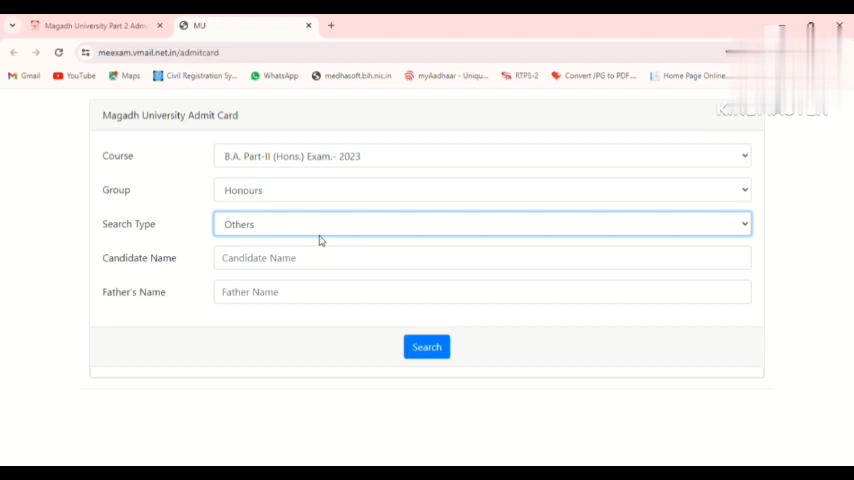 Magadh University Part 2 Adm
MU
meexam.vmail.net.in/admitcard
Gmail YouTube Maps Civil Registration Sy... WhatsApp medhasoft.bih.nic.in myAadhaar - Uniqu... RTPS-2 Convert JPG to PDF... Home Page Online...
Magadh University Admit Card
Course B.A. Part-II (Hons.) Exam.- 2023
Group Honours
Search Type Others
Candidate Name Candidate Name
Father's Name Father Name
Search